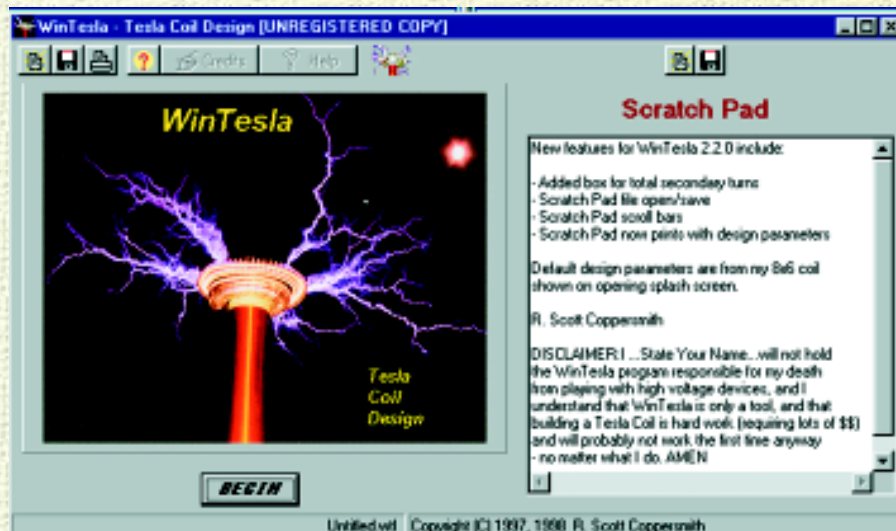 WinTesla - Tesla Coil Design [UNREGISTERED COPY]
Credits
Help
WinTesla
Tesla
Coil
Design
BEGIN
Scratch Pad
New features for WinTesla 2.2.0 include:
- Added box for total secondary turns
- Scratch Pad file open/save
- Scratch Pad scroll bars
- Scratch Pad now prints with design parameters
Default design parameters are from my 8x6 coil
shown on opening splash screen.
R. Scott Coppersmith
DISCLAIMER:I ...State Your Name...will not hold
the WinTesla program responsible for my death
from playing with high voltage devices, and I
understand that WinTesla is only a tool, and that
building a Tesla Coil is hard work (requiring lots of $$)
and will probably not work the first time anyway
- no matter what I do. AMEN
Untitled.wtl
Copyright (C) 1997, 1998 R. Scott Coppersmith